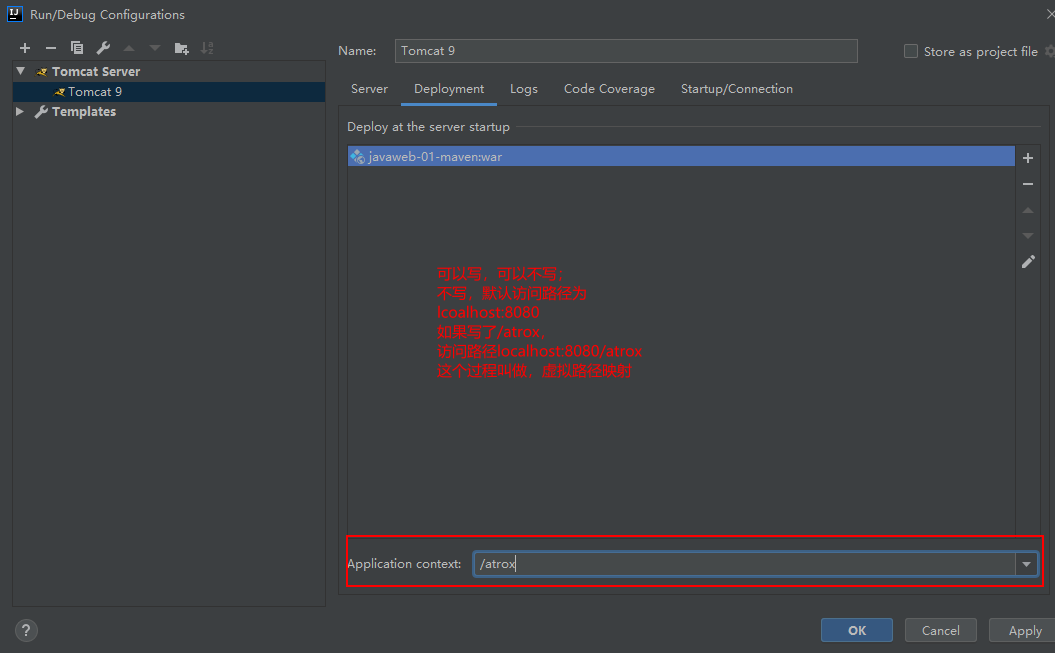 IJ Run/Debug Configurations
Name: Tomcat 9 Store as project file
Tomcat Server
Tomcat 9
Templates
Server Deployment Logs Code Coverage Startup/Connection
Deploy at the server startup
javaweb-01-maven:war
可以写，可以不写；
不写，默认访问路径为
lcoalhost:8080
如果写了/atrox，
访问路径localhost:8080/atrox
这个过程叫做，虚拟路径映射
Application context: /atrox
? OK Cancel Apply